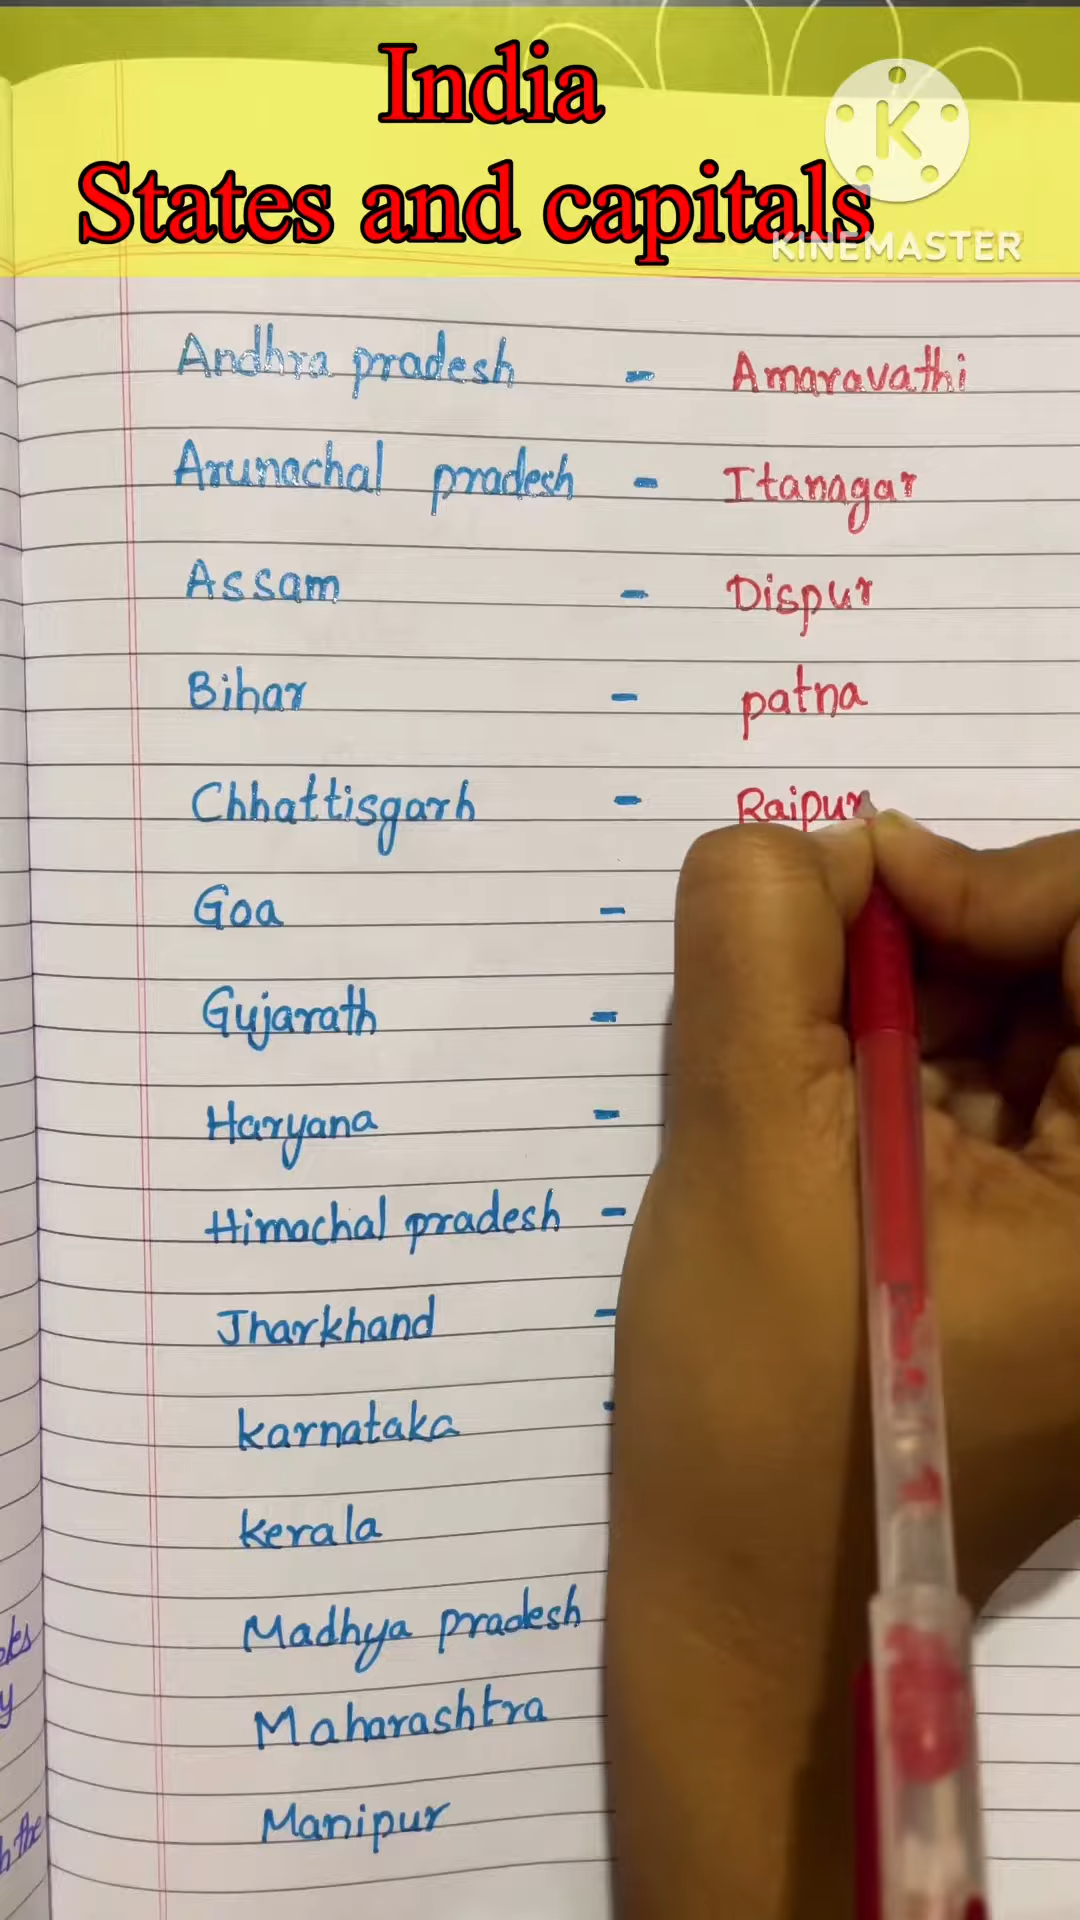 India
States and capitals
KINEMASTER
Andhra pradesh - Amaravathi
Arunachal pradesh - Itanagar
Assam - Dispur
Bihar - patna
Chhattisgarh - Raipur
Goa -
Gujarath -
Haryana -
Himachal pradesh -
Jharkhand -
karnataka -
kerala
Madhya pradesh
Maharashtra
Manipur
y
the